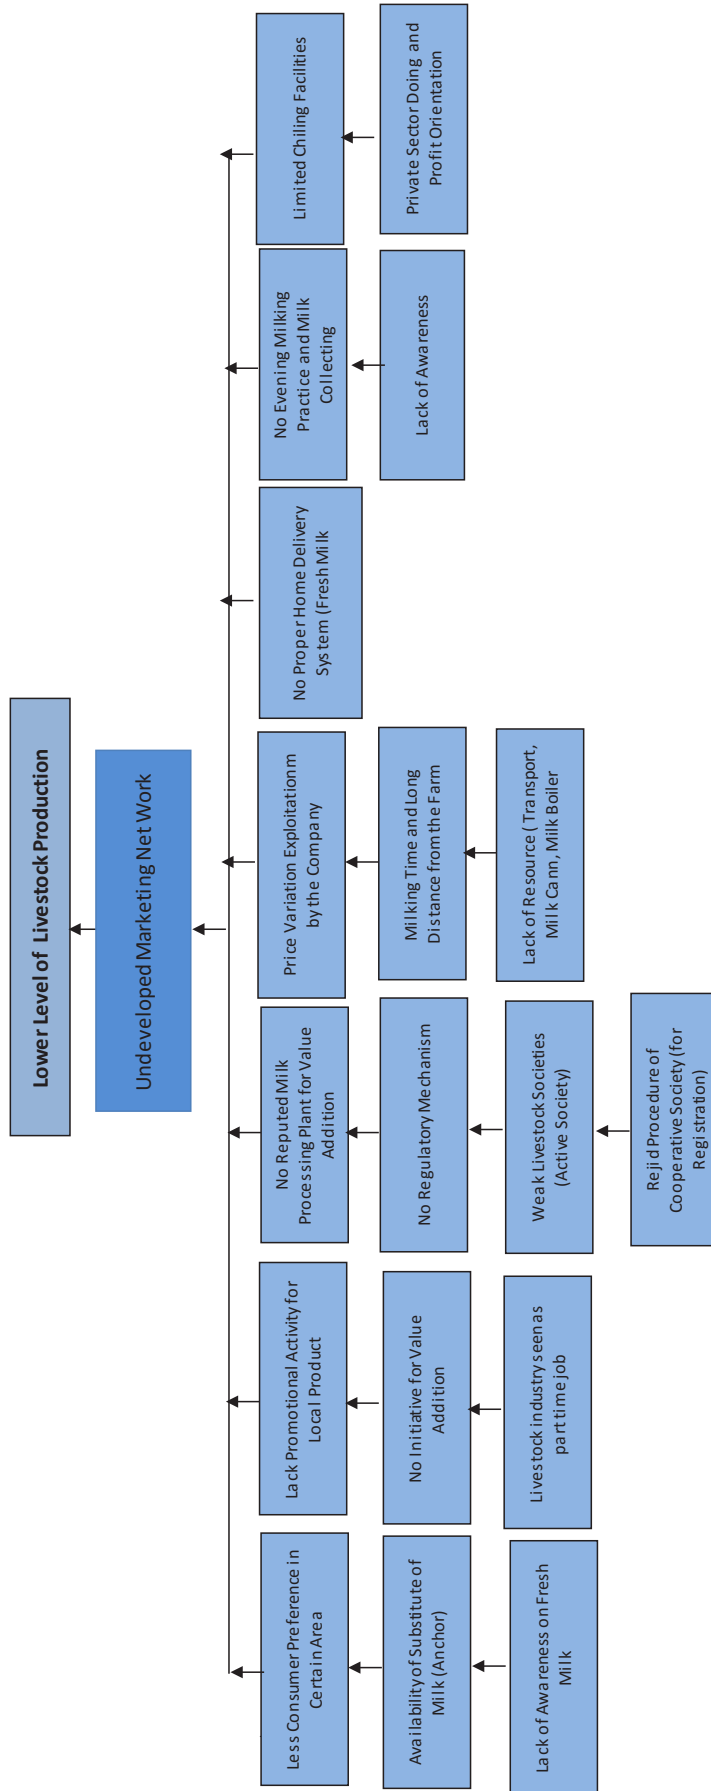 Lower Level of Livestock Production
Undeveloped Marketing Net Work
Less Consumer Preference in
Certain Area
Lack Promotional Activity for
Local Product
No Reputed Milk
Processing Plant for Value
Addition
Price Variation Exploitationm
by the Company
No Proper Home Delivery
System (Fresh Milk
No Evening Milking
Practice and Milk
Collecting
Limited Chiling Facilities
Availability of Substitute of
Milk (Anchor)
No Initiative for Value
Addition
No Regulatory Mechanism
Milking Time and Long
Distance from the Farm
Lack of Awareness
Private Sector Doing and
Profit Orientation
Lack of Awareness on Fresh
Milk
Livestock industry seen as
part time job
Weak Livestock Societies
(Active Society)
Lack of Resource ( Transport,
Milk Cann, Milk Boiler
Rejid Procedure of
Cooperative Society (for
Registration)